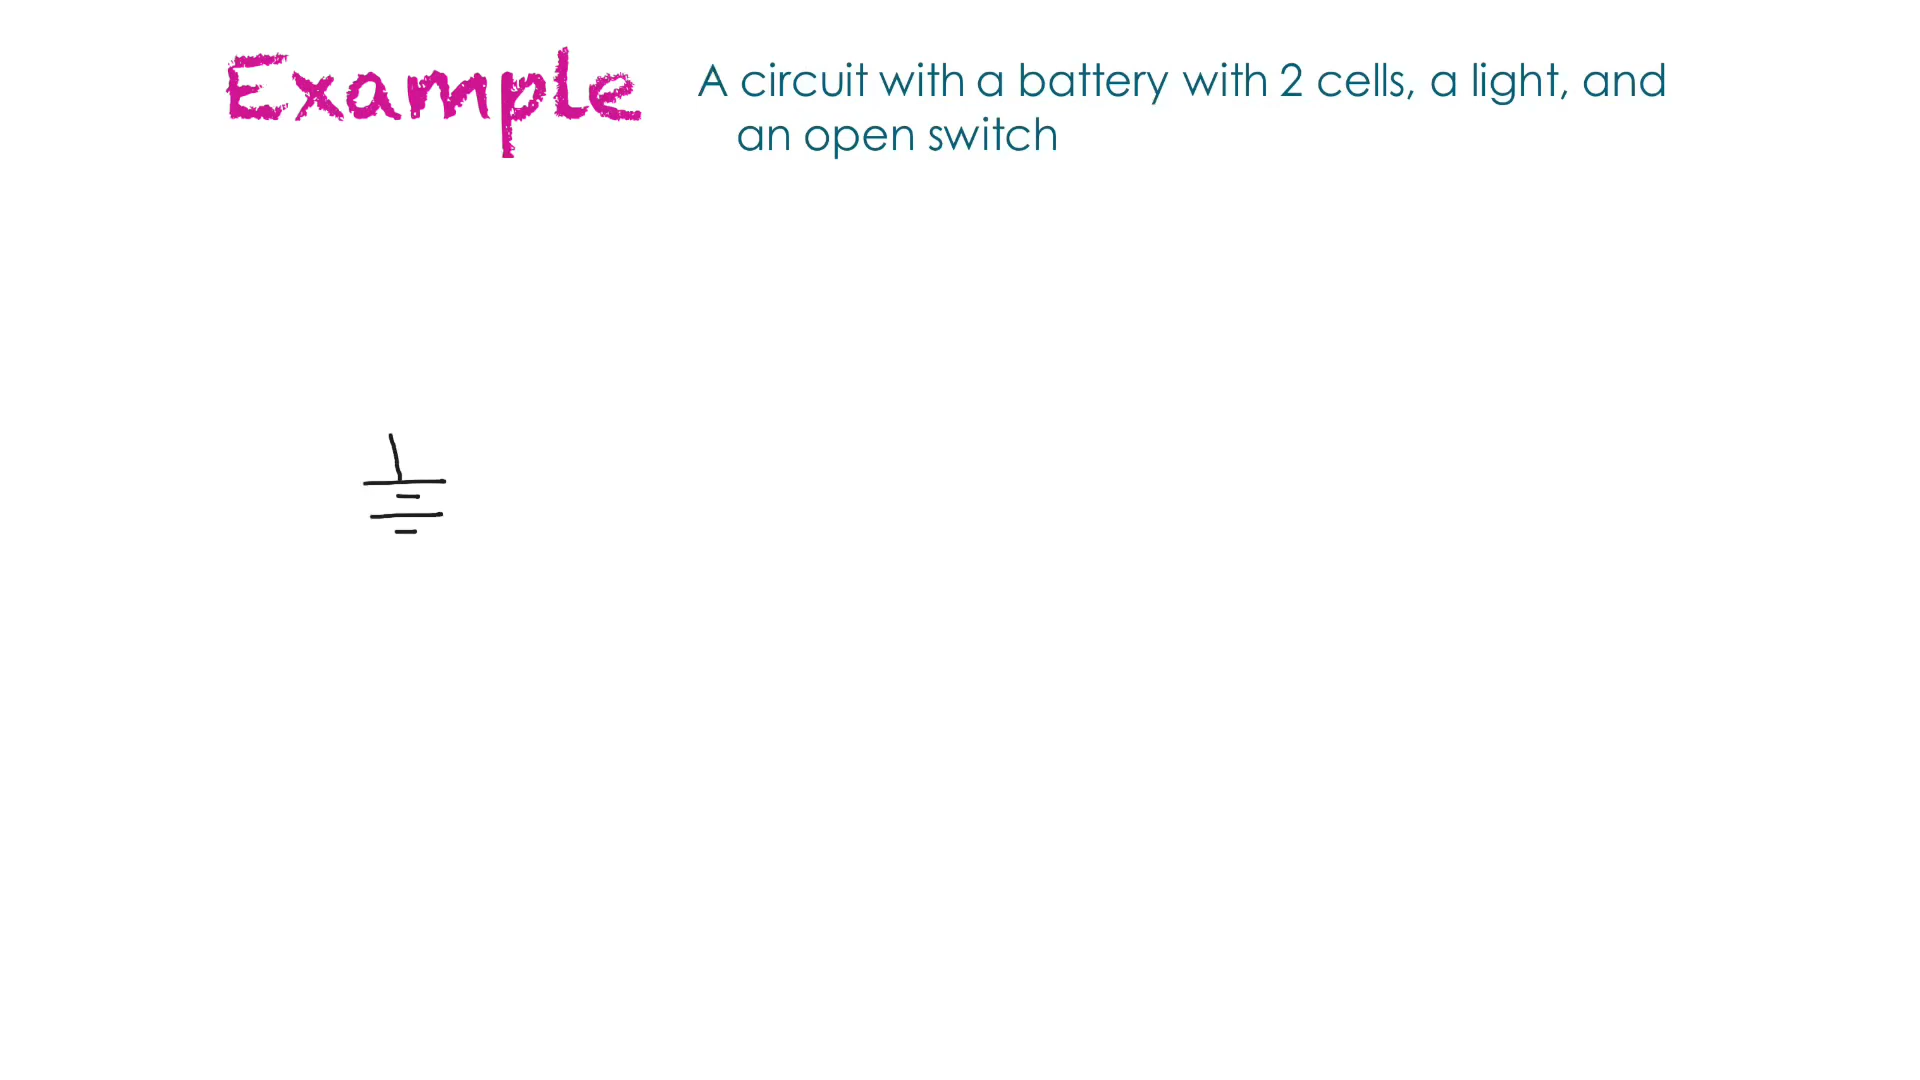 Example
A circuit with a battery with 2 cells, a light, and
an open switch